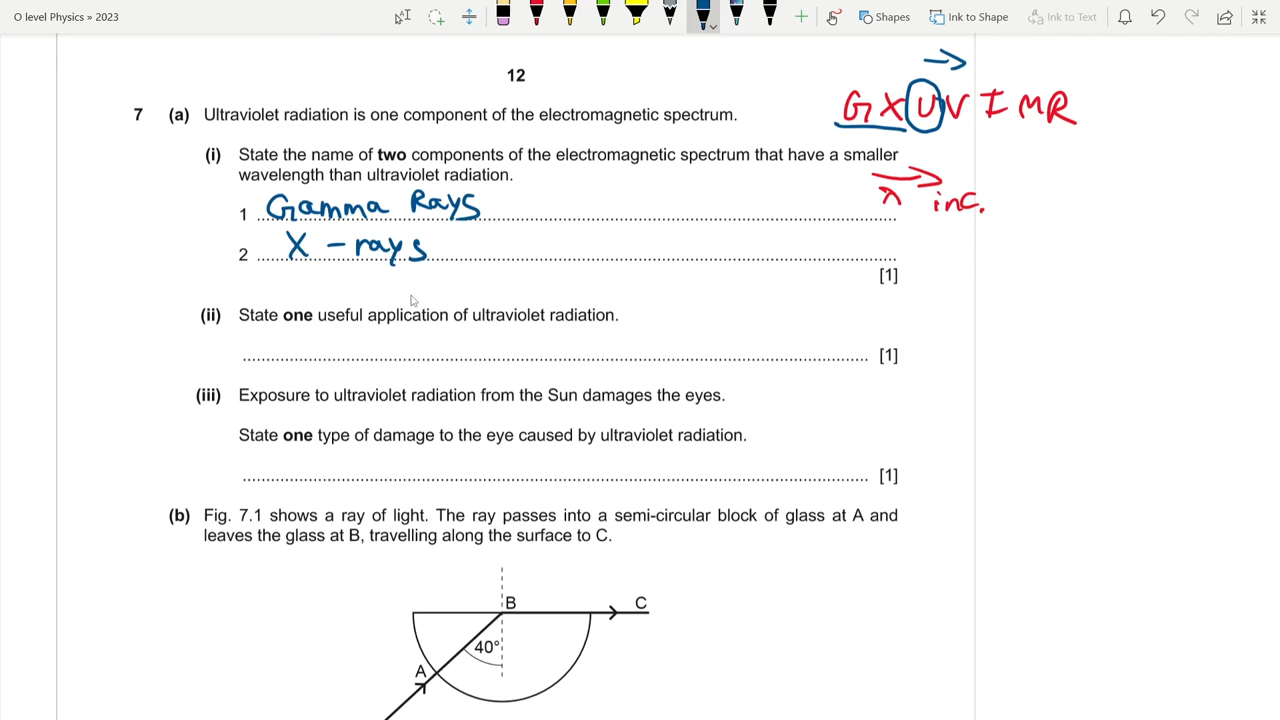 O level Physics » 2023
Shapes
Ink to Shape
Ink to Text
12
G X U V I M R
7 (a) Ultraviolet radiation is one component of the electromagnetic spectrum.
(i) State the name of two components of the electromagnetic spectrum that have a smaller
wavelength than ultraviolet radiation.
λ inc.
1 Gamma Rays
2 X - rays
[1]
(ii) State one useful application of ultraviolet radiation.
[1]
(iii) Exposure to ultraviolet radiation from the Sun damages the eyes.
State one type of damage to the eye caused by ultraviolet radiation.
[1]
(b) Fig. 7.1 shows a ray of light. The ray passes into a semi-circular block of glass at A and
leaves the glass at B, travelling along the surface to C.
B C
40°
A